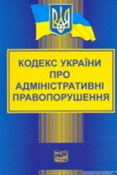 КОДЕКС УКРАЇНИ
ПРО
АДМІНІСТРАТИВНІ
ПРАВОПОРУШЕННЯ